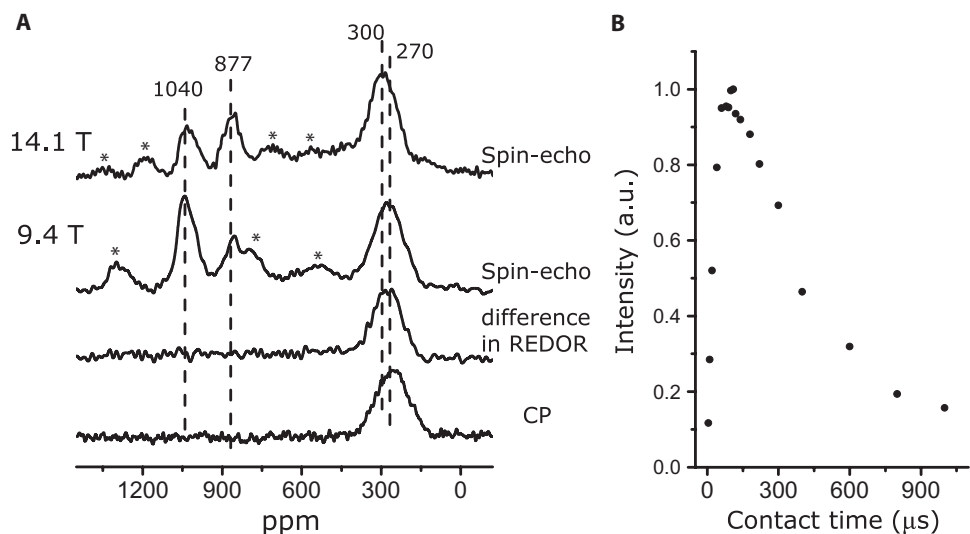 A
300
270
877
1040
14.1 T
*
*
*
*
Spin-echo
9.4 T
*
*
*
Spin-echo
difference
in REDOR
CP
1200
900
600
300
0
ppm
B
1.0
0.8
0.6
0.4
0.2
0.0
Intensity (a.u.)
0
300
600
900
Contact time (μs)